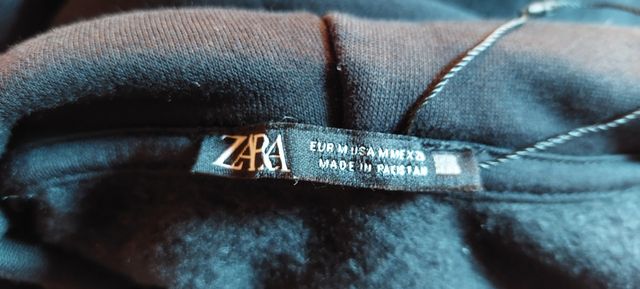 ZARA
EUR M USA M MEX
MADE IN PAKISTAN